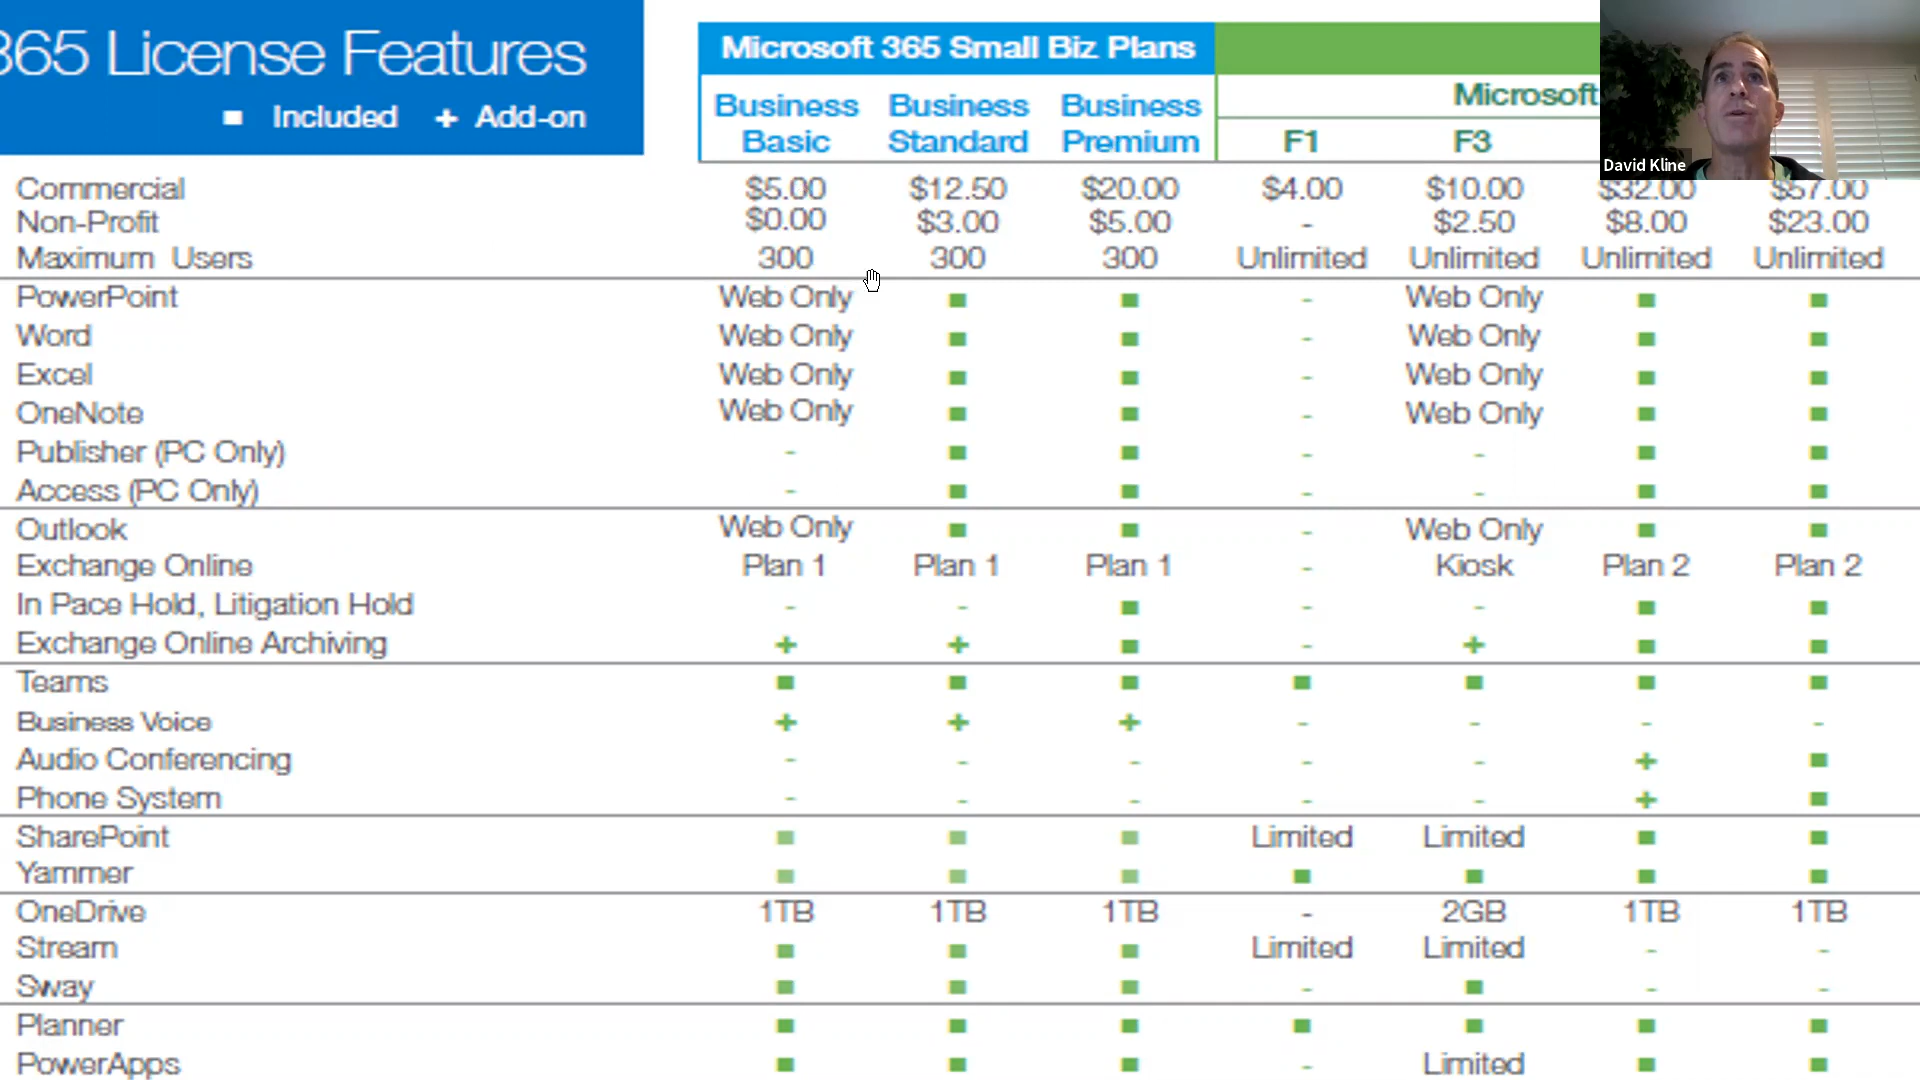 365 License Features
■ Included + Add-on
Microsoft 365 Small Biz Plans
Microsoft
Business Basic
Business Standard
Business Premium
F1
F3
David Kline
Commercial $5.00 $12.50 $20.00 $4.00 $10.00 $32.00 $57.00
Non-Profit $0.00 $3.00 $5.00 - $2.50 $8.00 $23.00
Maximum Users 300 300 300 Unlimited Unlimited Unlimited Unlimited
PowerPoint Web Only ■ ■ - Web Only ■ ■
Word Web Only ■ ■ - Web Only ■ ■
Excel Web Only ■ ■ - Web Only ■ ■
OneNote Web Only ■ ■ - Web Only ■ ■
Publisher (PC Only) - ■ ■ - - ■ ■
Access (PC Only) - ■ ■ - - ■ ■
Outlook Web Only ■ ■ - Web Only ■ ■
Exchange Online Plan 1 Plan 1 Plan 1 - Kiosk Plan 2 Plan 2
In Pace Hold, Litigation Hold - - ■ - - ■ ■
Exchange Online Archiving + + ■ - + ■ ■
Teams ■ ■ ■ ■ ■ ■ ■
Business Voice + + + - - - -
Audio Conferencing - - - - - + ■
Phone System - - - - - + ■
SharePoint ■ ■ ■ Limited Limited ■ ■
Yammer ■ ■ ■ ■ ■ ■ ■
OneDrive 1TB 1TB 1TB - 2GB 1TB 1TB
Stream ■ ■ ■ Limited Limited - -
Sway ■ ■ ■ - ■ - -
Planner ■ ■ ■ ■ ■ ■ ■
PowerApps ■ ■ ■ - Limited ■ ■